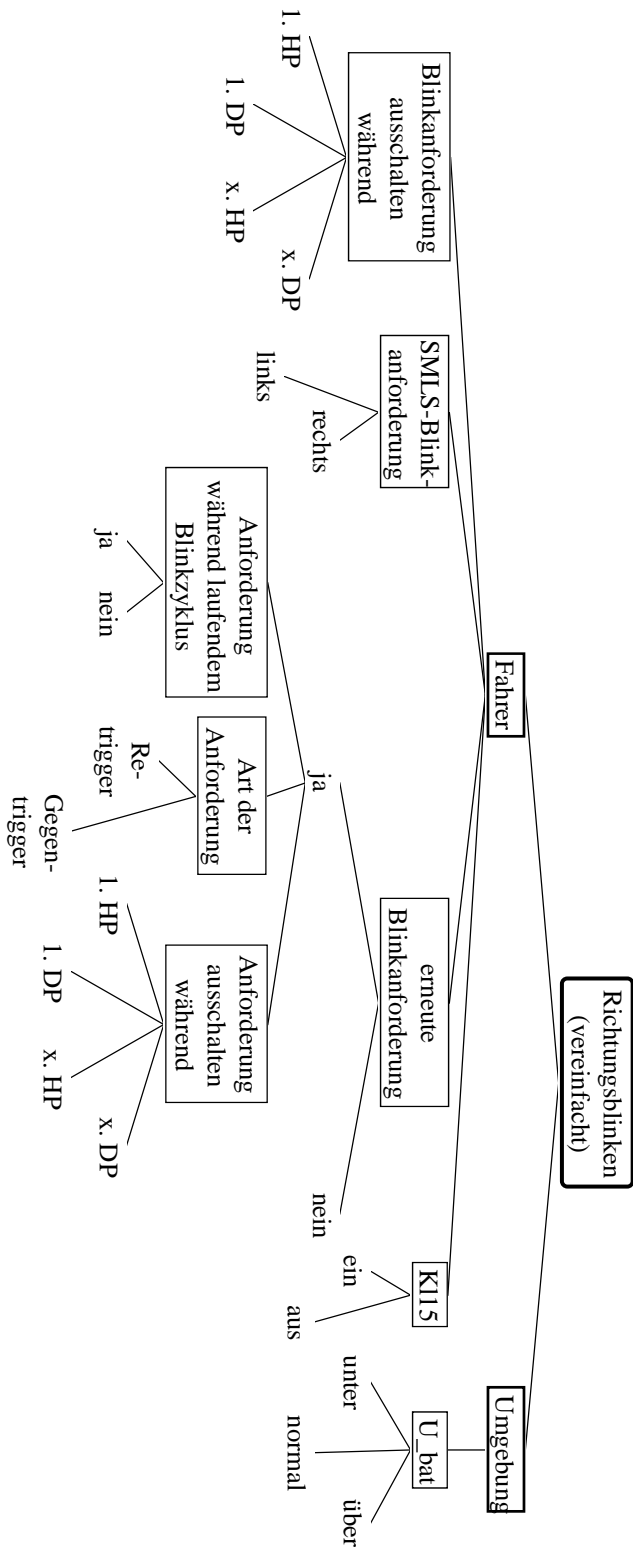 Richtungsblinken
(vereinfacht)
Fahrer
Umgebung
Blinkanforderung
ausschalten
während
SMLS-Blink-
anforderung
erneute
Blinkanforderung
Kl15
U_bat
1. HP
1. DP
x. HP
x. DP
links
rechts
ja
nein
ein
aus
unter
normal
über
Anforderung
während laufendem
Blinkzyklus
Art der
Anforderung
Anforderung
ausschalten
während
ja
nein
Re-
trigger
Gegen-
trigger
1. HP
1. DP
x. HP
x. DP